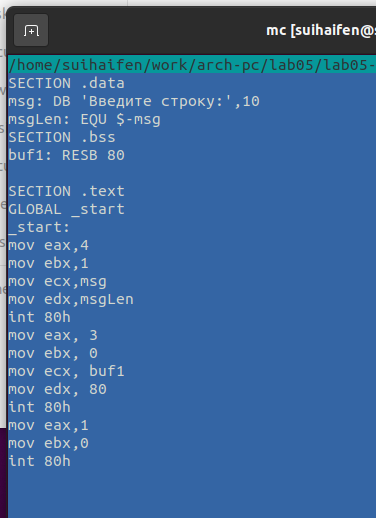 mc [suihaifen@
/home/suihaifen/work/arch-pc/lab05/lab05-
SECTION .data
msg: DB 'Введите строку:',10
msgLen: EQU $-msg
SECTION .bss
buf1: RESB 80
SECTION .text
GLOBAL _start
_start:
mov eax,4
mov ebx,1
mov ecx,msg
mov edx,msgLen
int 80h
mov eax, 3
mov ebx, 0
mov ecx, buf1
mov edx, 80
int 80h
mov eax,1
mov ebx,0
int 80h